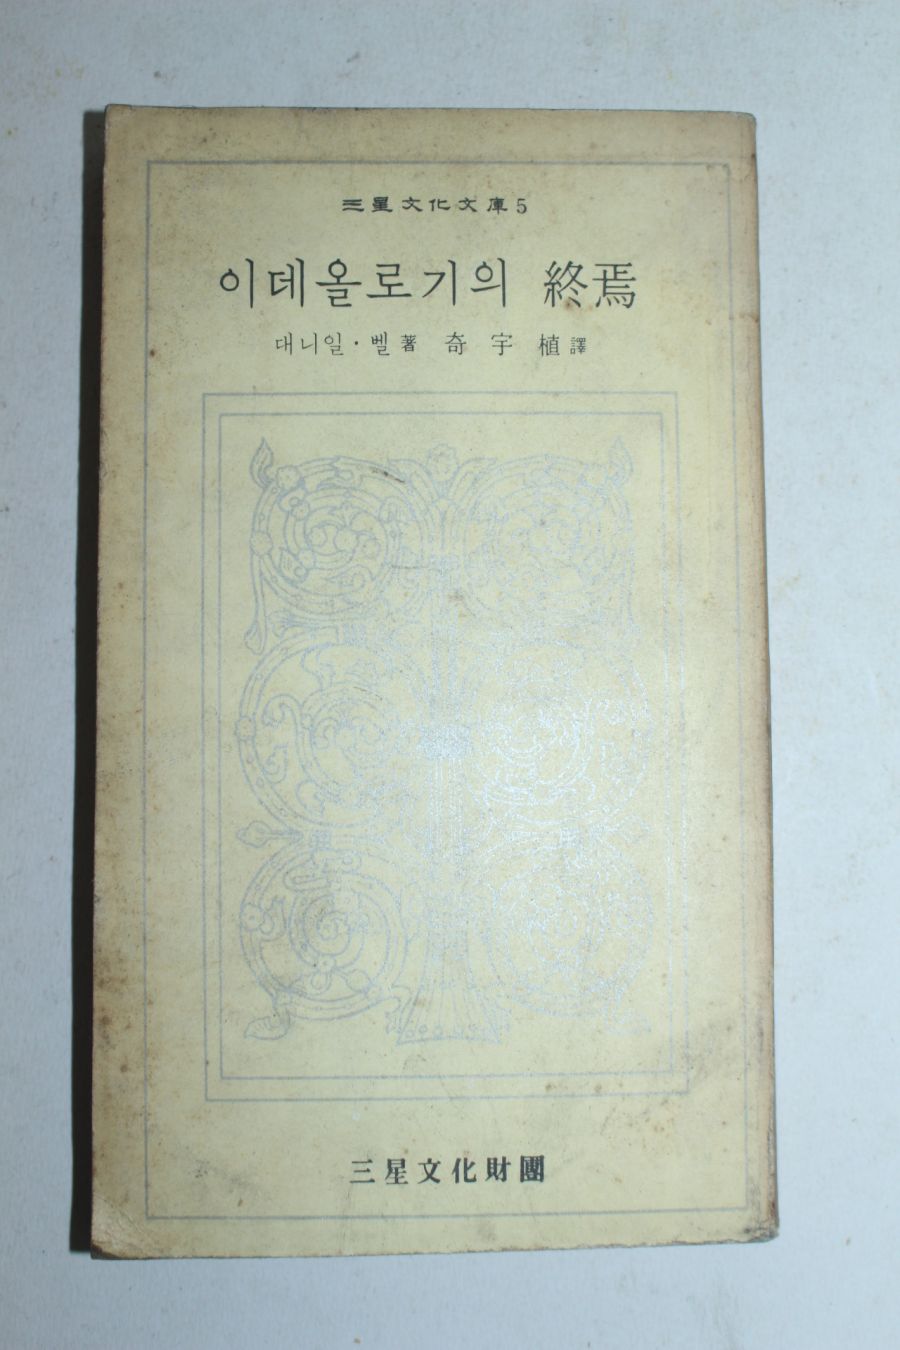 三星文化文庫 5
이데올로기의 終焉
대니일·벨 著 奇宇植 譯
三星文化財團